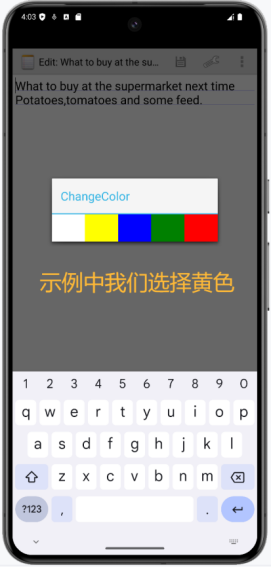 4:03
Edit: What to buy at the su...
What to buy at the supermarket next time
Potatoes,tomatoes and some feed.
ChangeColor
示例中我们选择黄色
1 2 3 4 5 6 7 8 9 0
q w e r t y u i o p
a s d f g h j k l
z x c v b n m
?123 , .